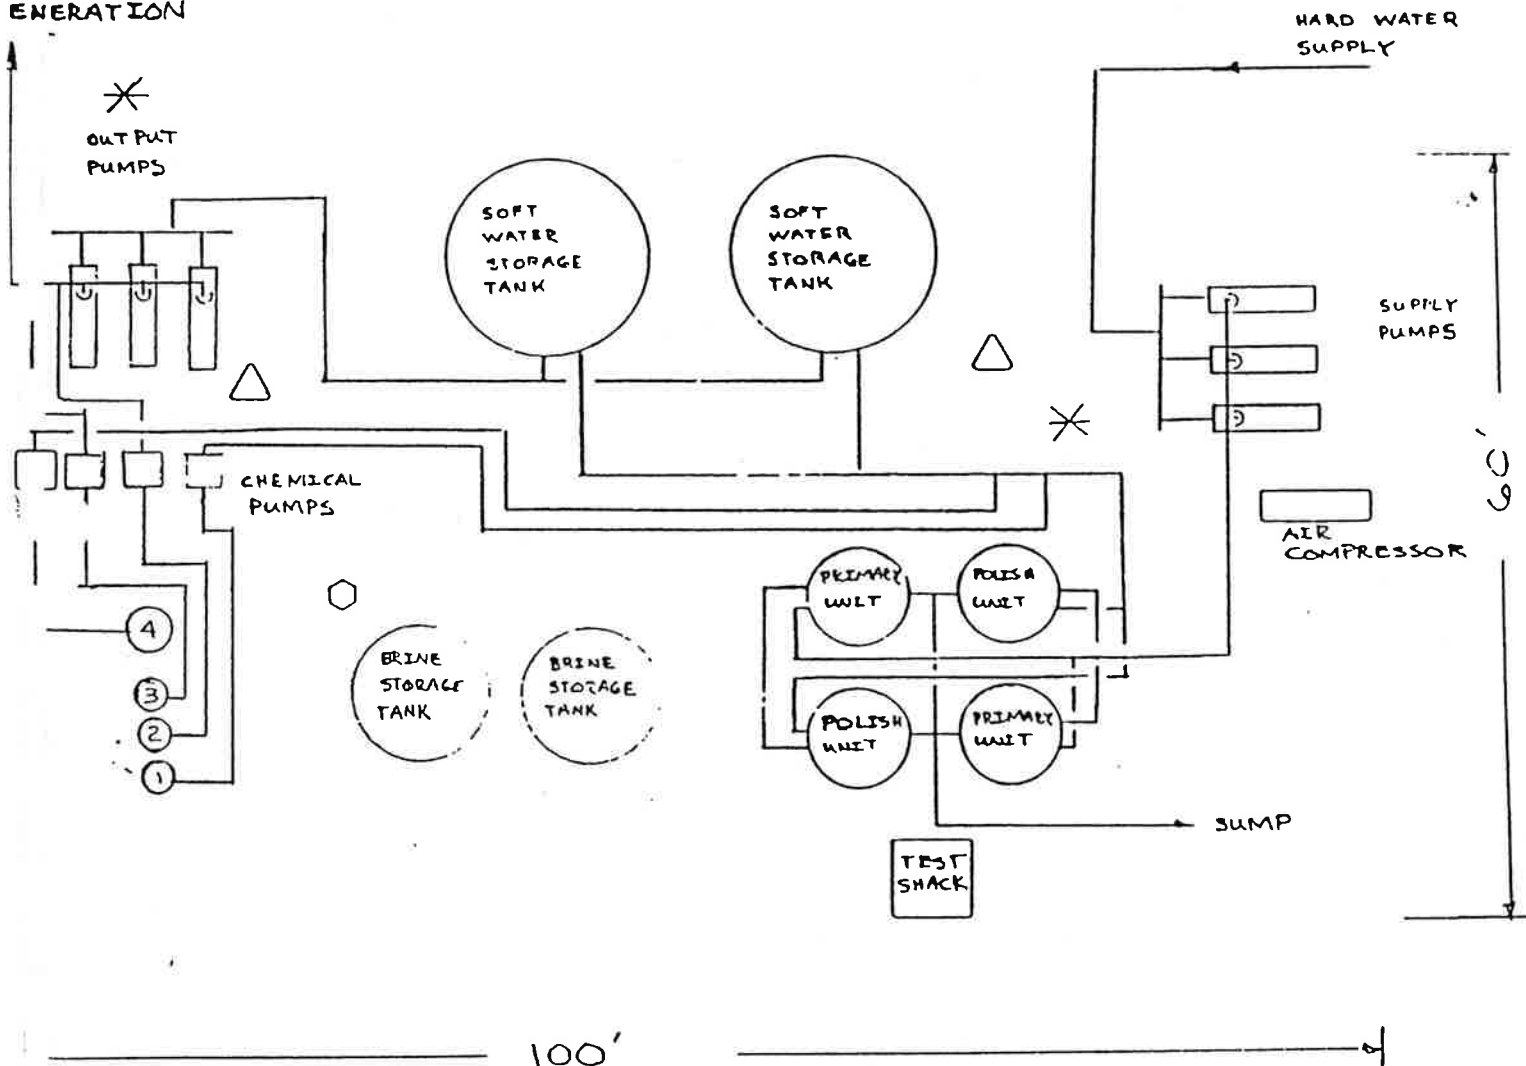 ENERATION
HARD WATER
SUPPLY
OUTPUT
PUMPS
SOFT
WATER
STORAGE
TANK
SOFT
WATER
STORAGE
TANK
SUPPLY
PUMPS
60'
CHEMICAL
PUMPS
AIR
COMPRESSOR
PRIMARY
UNIT
POLISH
UNIT
4
3
2
1
BRINE
STORAGE
TANK
BRINE
STORAGE
TANK
POLISH
UNIT
PRIMARY
UNIT
SUMP
TEST
SHACK
100'